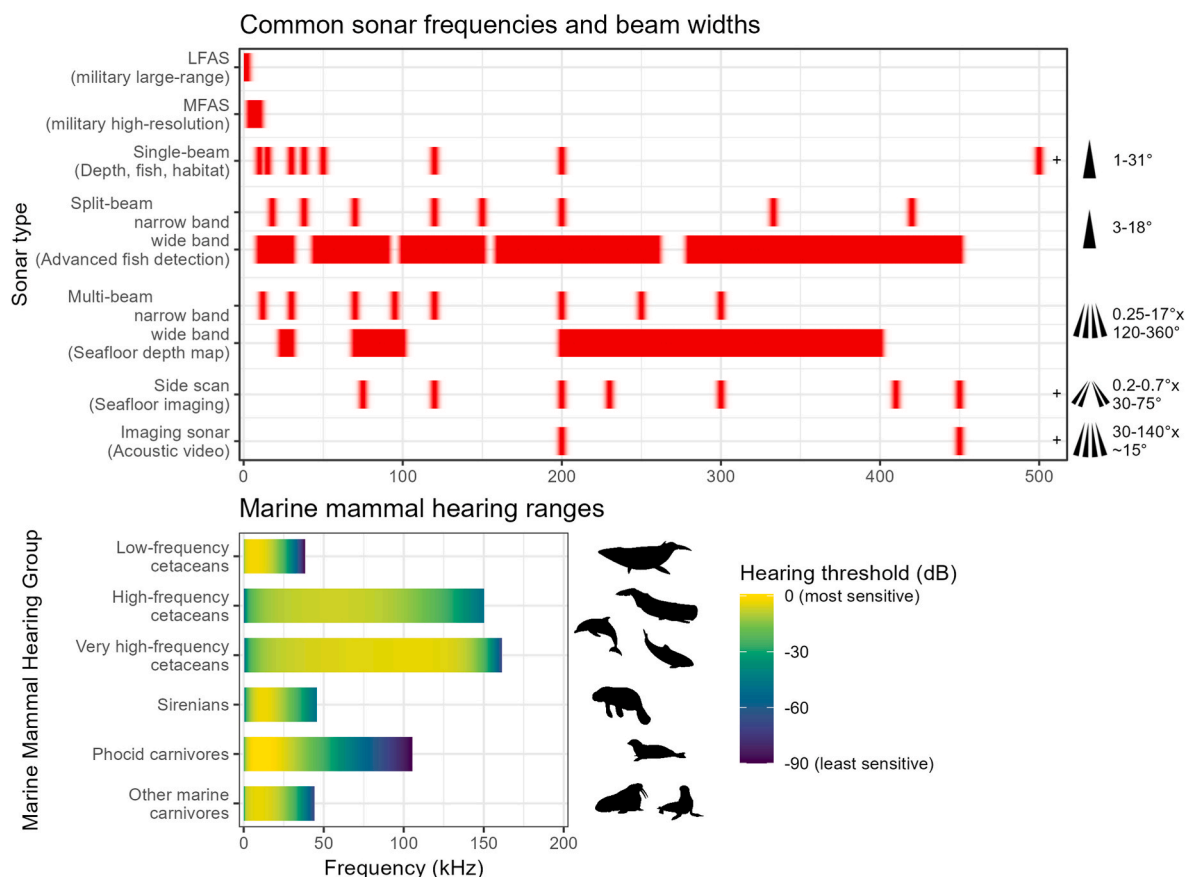 Common sonar frequencies and beam widths
Sonar type
LFAS
(military large-range)
MFAS
(military high-resolution)
Single-beam
(Depth, fish, habitat)
+
1-31°
Split-beam
narrow band
3-18°
wide band
(Advanced fish detection)
Multi-beam
narrow band
0.25-17°x
120-360°
wide band
(Seafloor depth map)
Side scan
(Seafloor imaging)
+
0.2-0.7°x
30-75°
Imaging sonar
(Acoustic video)
+
30-140°x
~15°
0 100 200 300 400 500
Marine mammal hearing ranges
Marine Mammal Hearing Group
Low-frequency
cetaceans
High-frequency
cetaceans
Very high-frequency
cetaceans
Sirenians
Phocid carnivores
Other marine
carnivores
0 50 100 150 200
Frequency (kHz)
Hearing threshold (dB)
0 (most sensitive)
-30
-60
-90 (least sensitive)